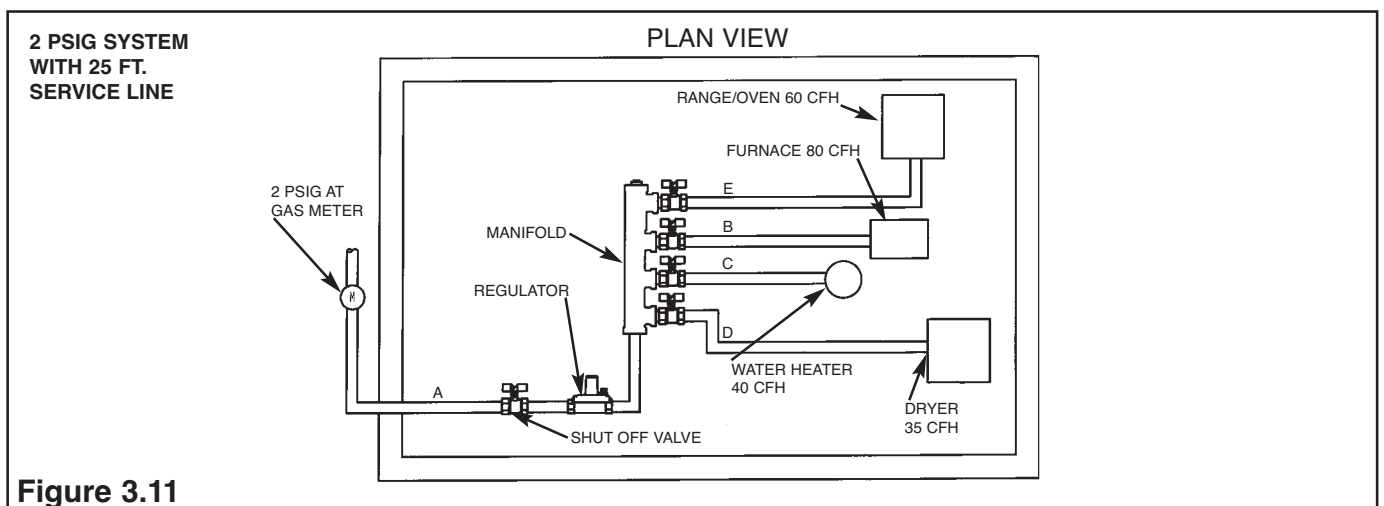 2 PSIG SYSTEM
WITH 25 FT.
SERVICE LINE
PLAN VIEW
RANGE/OVEN 60 CFH
FURNACE 80 CFH
2 PSIG AT
GAS METER
E
B
MANIFOLD
C
REGULATOR
M
D
A
WATER HEATER
40 CFH
DRYER
35 CFH
SHUT OFF VALVE
Figure 3.11